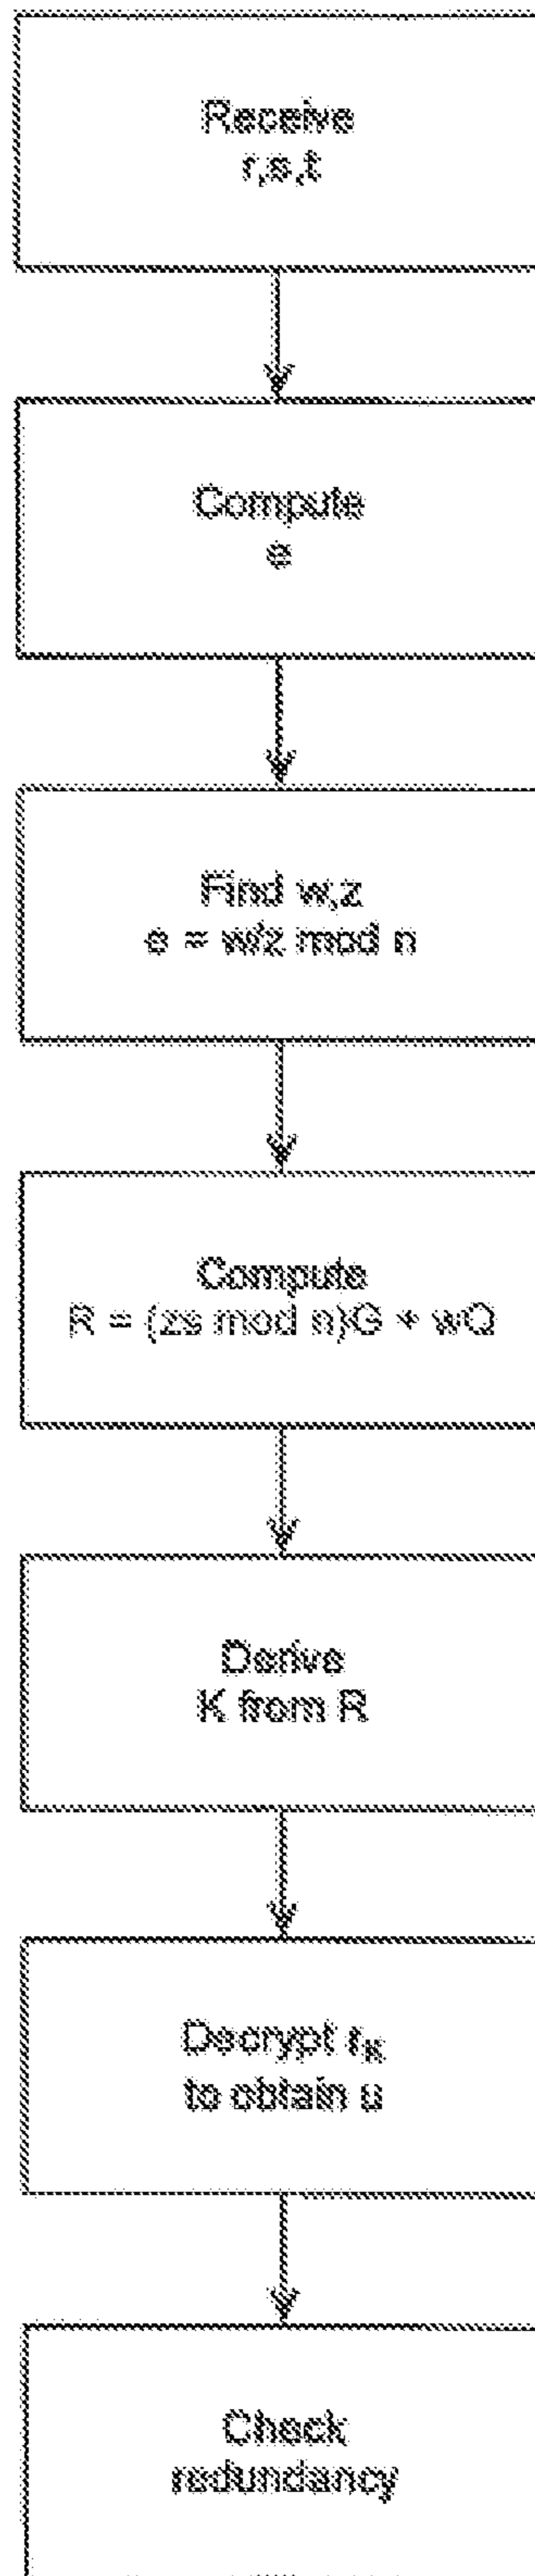 Receive
r,s,t
Compute
e
Find w,z
e = w/z mod n
Compute
R = (zs mod n)G + wQ
Derive
K from R
Decrypt r_K
to obtain u
Check
redundancy